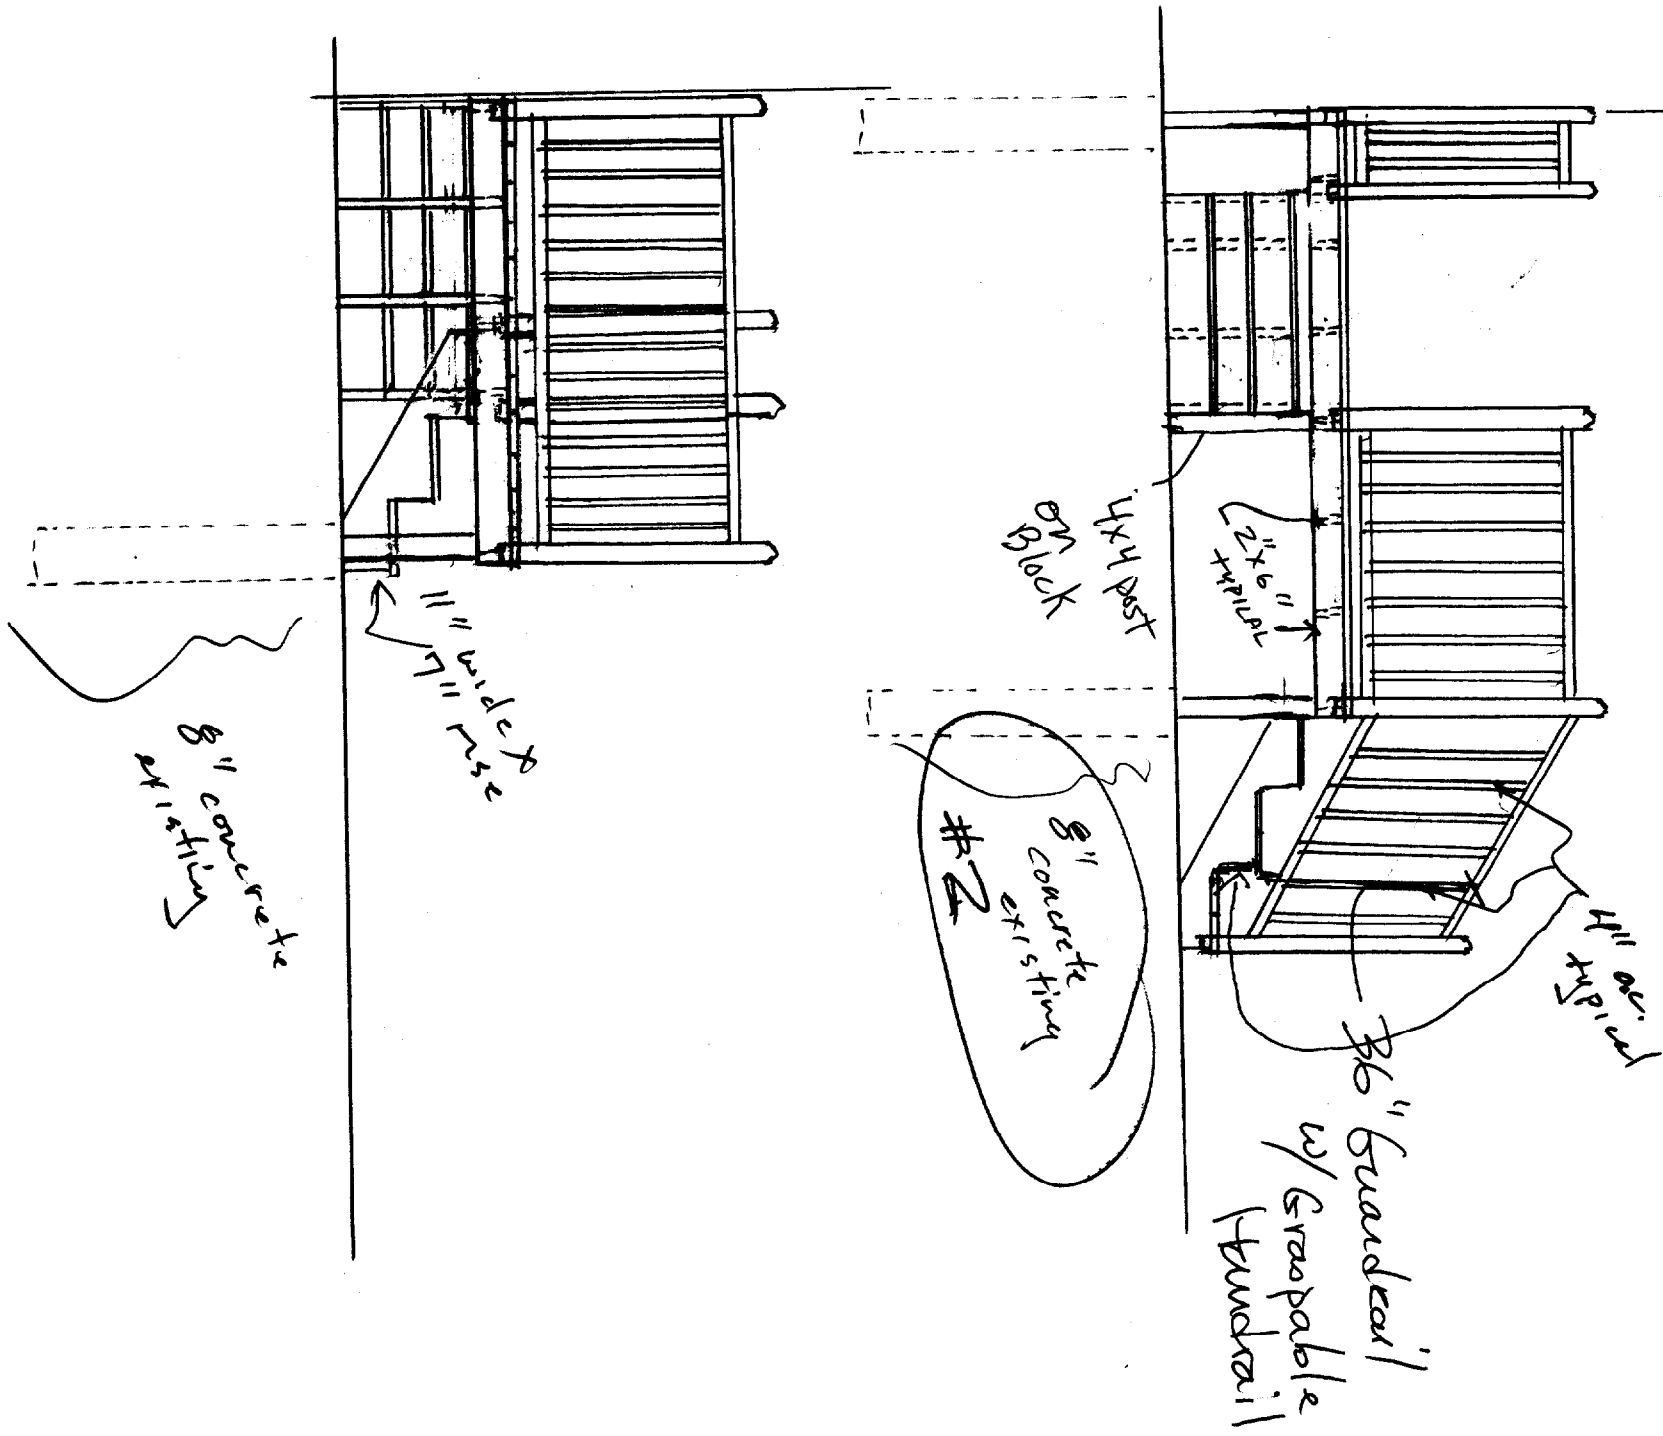 4" o.c.
typical
36" Guardrail
w/ Graspable
Handrail
2"x6"
typical
4x4 post
on
Block
8"
concrete
existing
#2
11" wide x
7" rise
8" concrete
existing